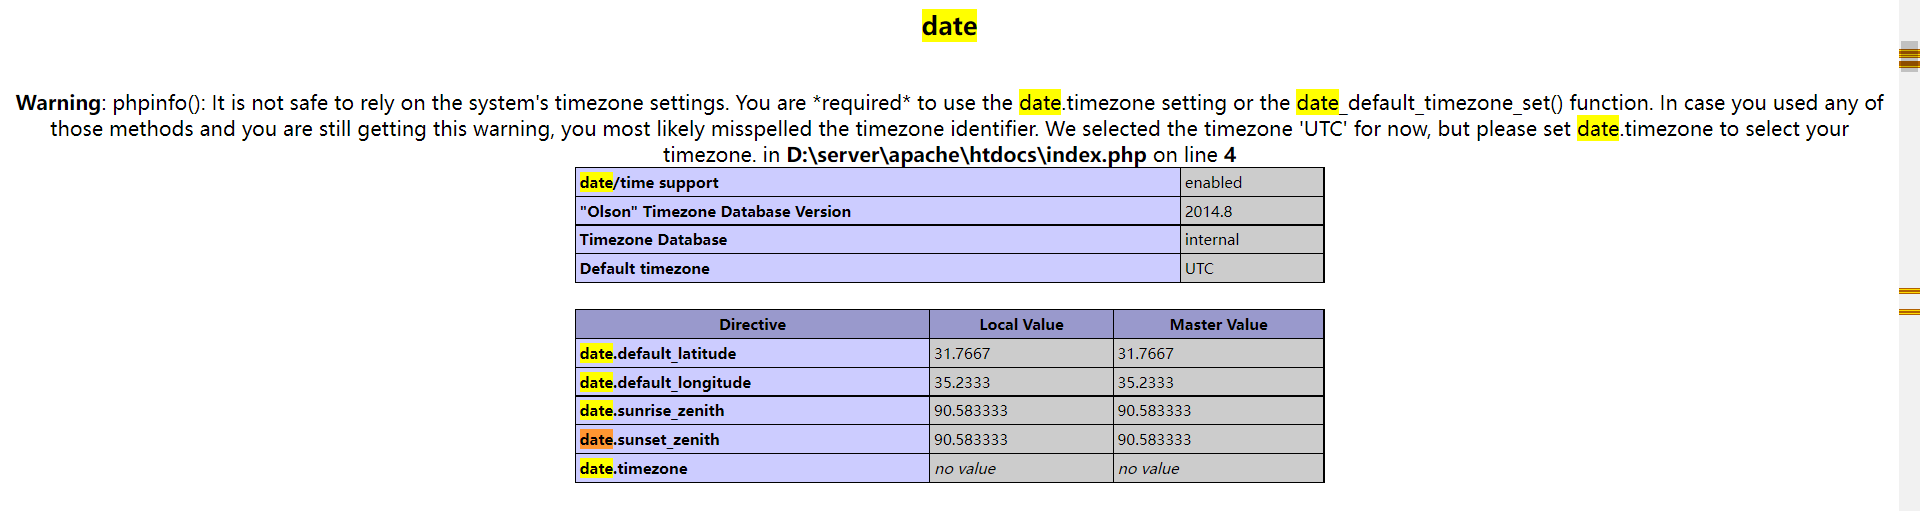 date
Warning: phpinfo(): It is not safe to rely on the system's timezone settings. You are *required* to use the date.timezone setting or the date_default_timezone_set() function. In case you used any of
those methods and you are still getting this warning, you most likely misspelled the timezone identifier. We selected the timezone 'UTC' for now, but please set date.timezone to select your
timezone. in D:\server\apache\htdocs\index.php on line 4
date/time support enabled
"Olson" Timezone Database Version 2014.8
Timezone Database internal
Default timezone UTC
Directive Local Value Master Value
date.default_latitude 31.7667 31.7667
date.default_longitude 35.2333 35.2333
date.sunrise_zenith 90.583333 90.583333
date.sunset_zenith 90.583333 90.583333
date.timezone no value no value